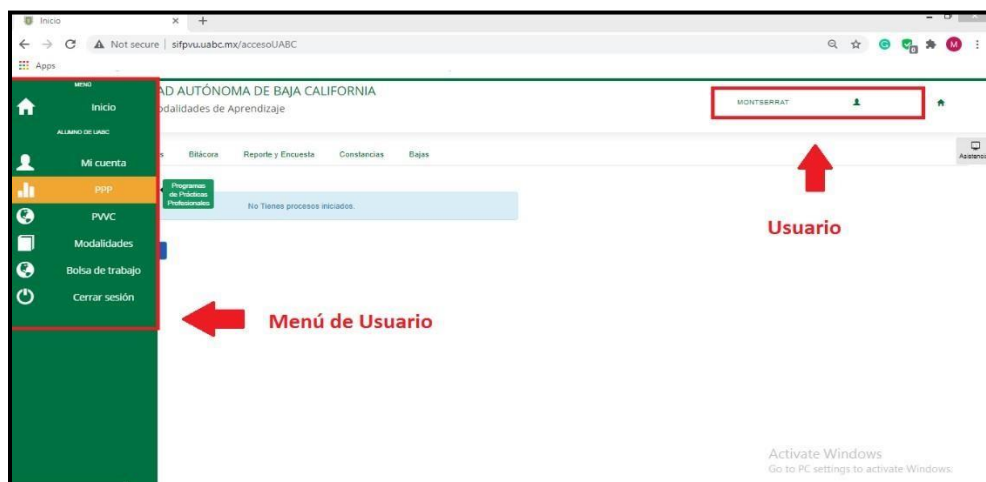 Inicio
Not secure | sifpvu.uabc.mx/accesoUABC
Apps
MENÚ
Inicio
ALUMNO DE UABC
Mi cuenta
PPP
PVVC
Modalidades
Bolsa de trabajo
Cerrar sesión
AD AUTÓNOMA DE BAJA CALIFORNIA
odalidades de Aprendizaje
MONTSERRAT
s Bitácora Reporte y Encuesta Constancias Bajas
Asistencia
Programas
de Prácticas
Profesionales
No Tienes procesos iniciados.
Usuario
Menú de Usuario
Activate Windows
Go to PC settings to activate Windows.
M